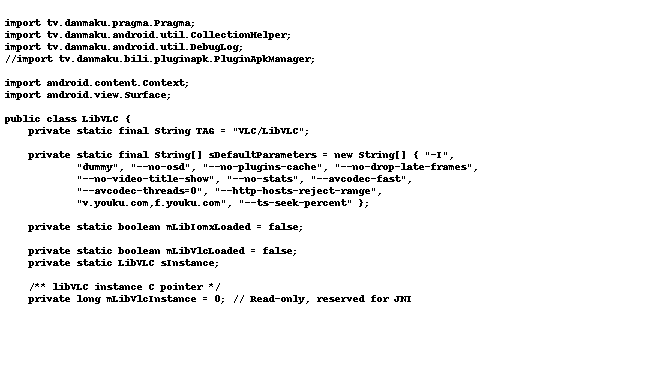 import tv.danmaku.pragma.Pragma;
import tv.danmaku.android.util.CollectionHelper;
import tv.danmaku.android.util.DebugLog;
//import tv.danmaku.bili.pluginapk.PluginApkManager;

import android.content.Context;
import android.view.Surface;

public class LibVLC {
    private static final String TAG = "VLC/LibVLC";

    private static final String[] sDefaultParameters = new String[] { "-I",
            "dummy", "--no-osd", "--no-plugins-cache", "--no-drop-late-frames",
            "--no-video-title-show", "--no-stats", "--avcodec-fast",
            "--avcodec-threads=0", "--http-hosts-reject-range",
            "v.youku.com,f.youku.com", "--ts-seek-percent" };

    private static boolean mLibIomxLoaded = false;

    private static boolean mLibVlcLoaded = false;
    private static LibVLC sInstance;

    /** libVLC instance C pointer */
    private long mLibVlcInstance = 0; // Read-only, reserved for JNI